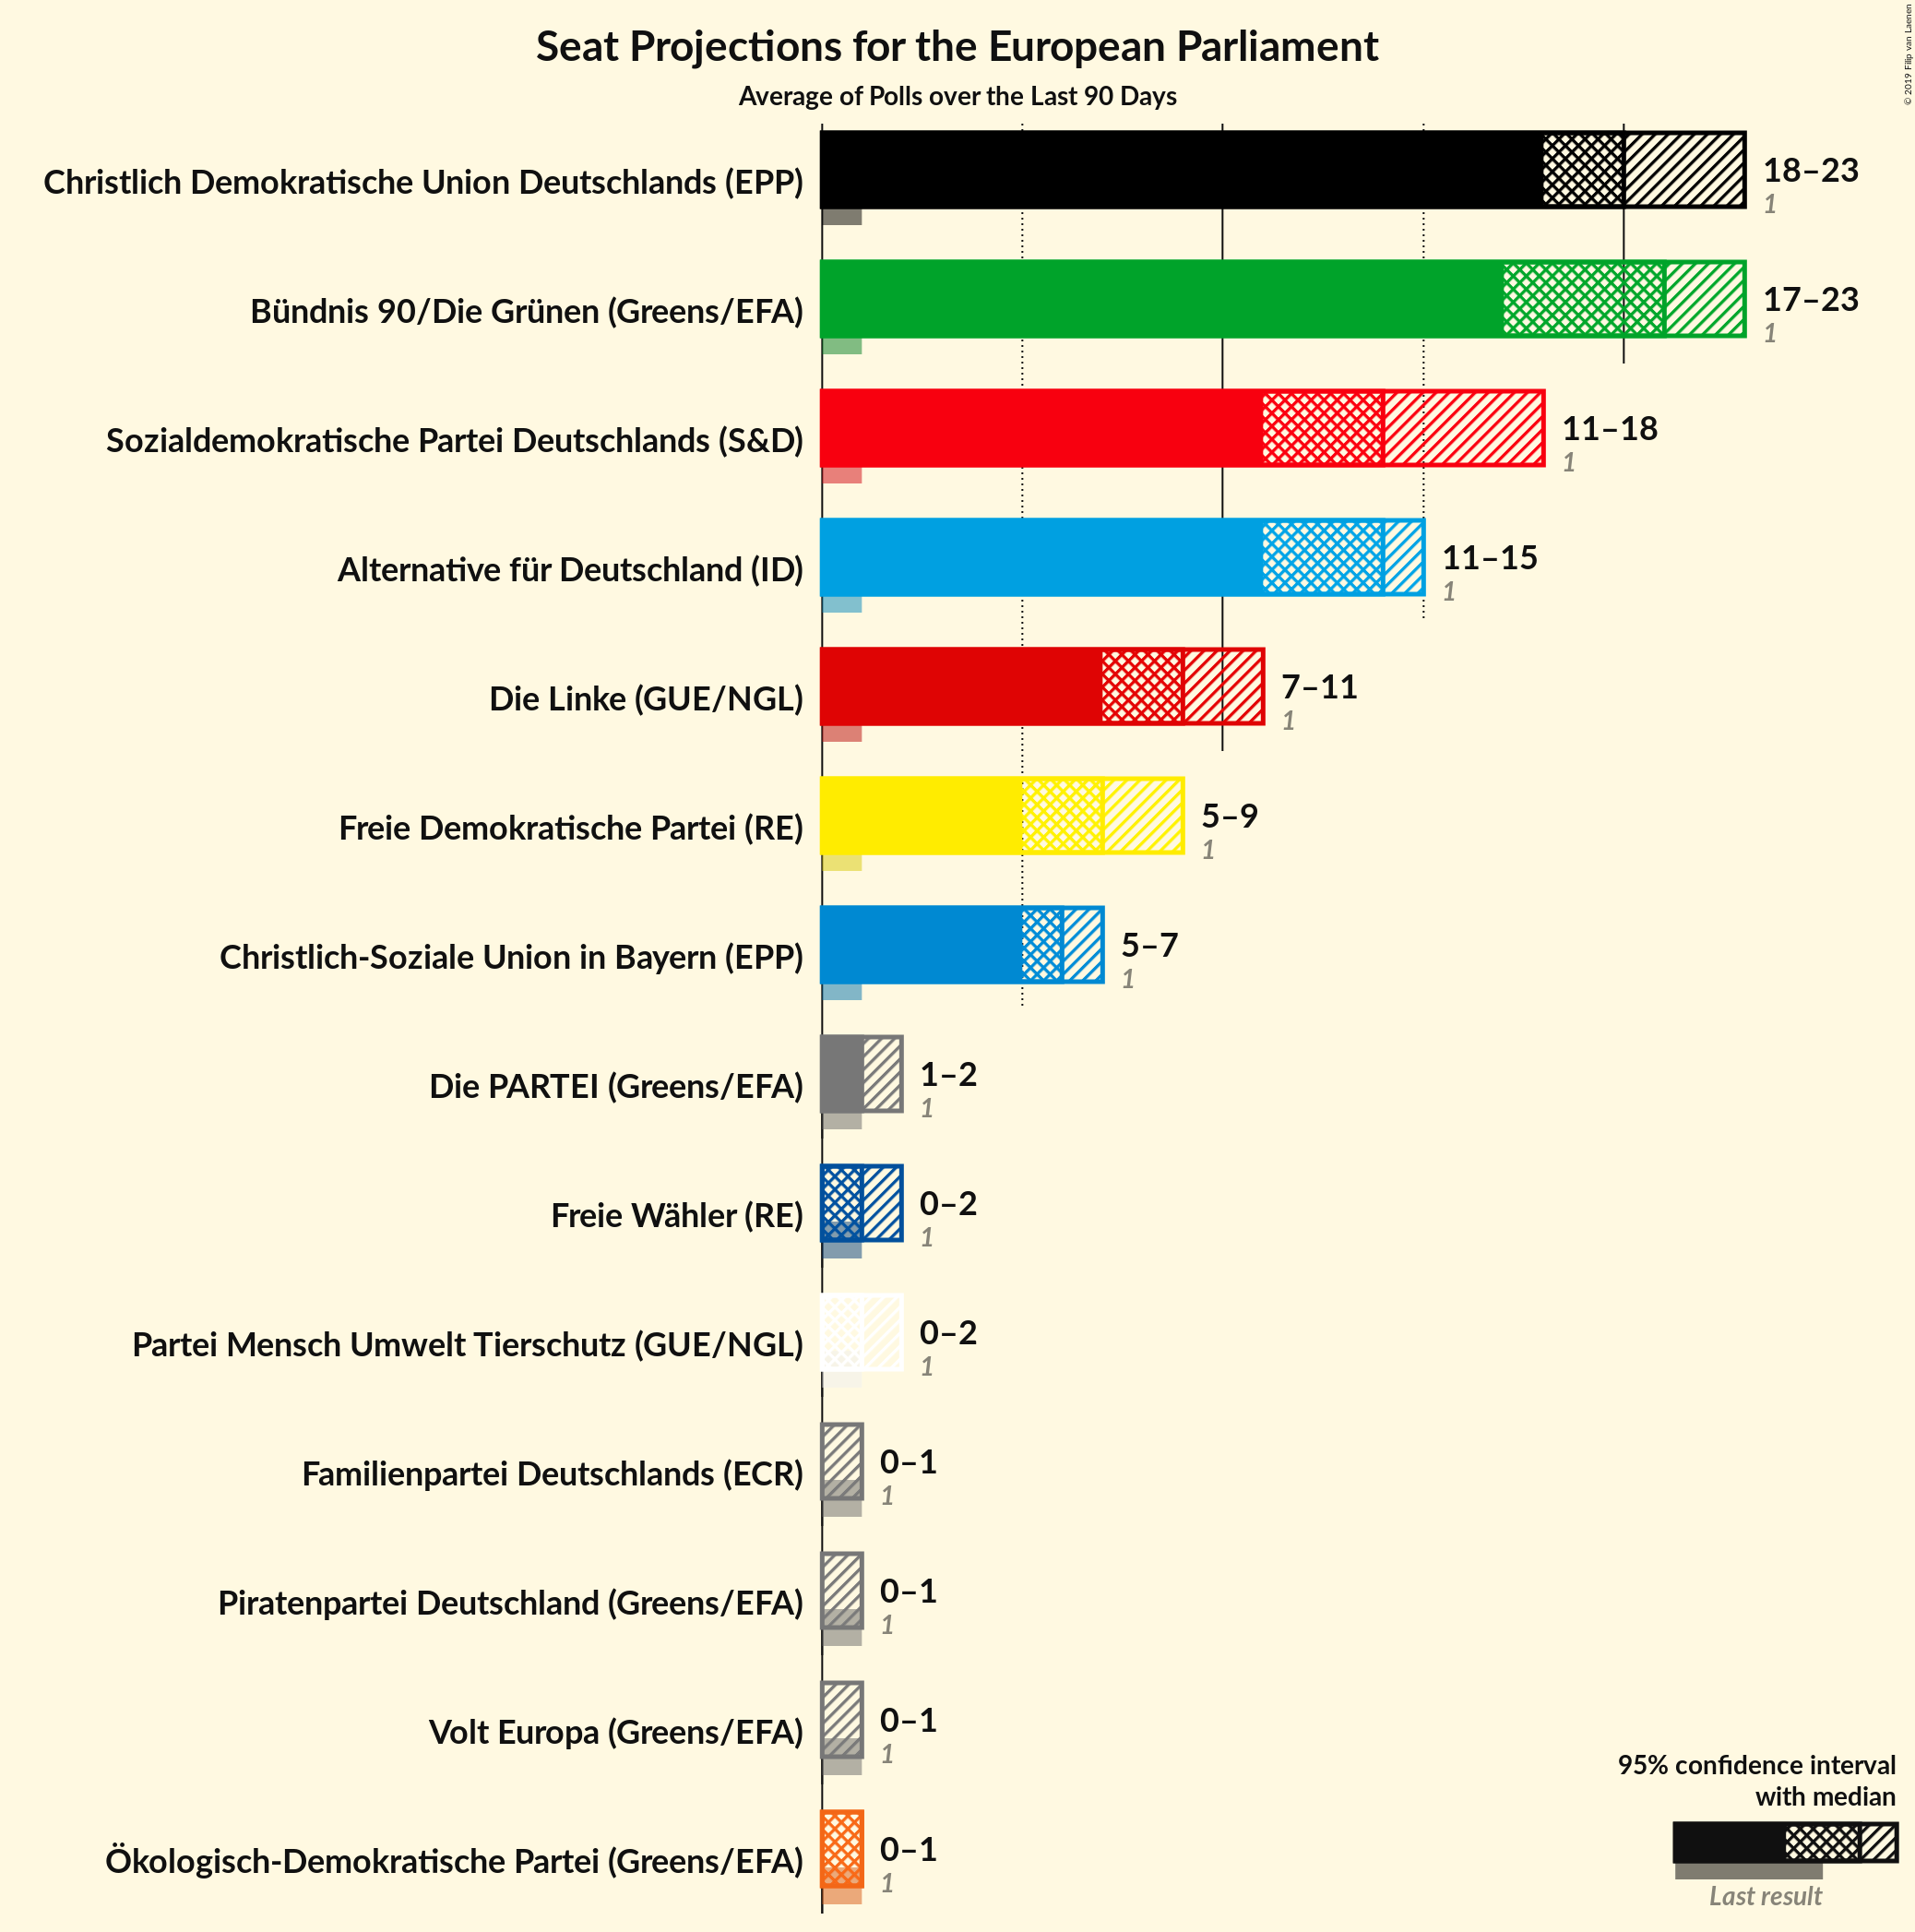 Seat Projections for the European Parliament
Average of Polls over the Last 90 Days
© 2019 Filip van Laenen
Christlich Demokratische Union Deutschlands (EPP)
18–23
1
Bündnis 90/Die Grünen (Greens/EFA)
17–23
1
Sozialdemokratische Partei Deutschlands (S&D)
11–18
1
Alternative für Deutschland (ID)
11–15
1
Die Linke (GUE/NGL)
7–11
1
Freie Demokratische Partei (RE)
5–9
1
Christlich-Soziale Union in Bayern (EPP)
5–7
1
Die PARTEI (Greens/EFA)
1–2
1
Freie Wähler (RE)
0–2
1
Partei Mensch Umwelt Tierschutz (GUE/NGL)
0–2
1
Familienpartei Deutschlands (ECR)
0–1
1
Piratenpartei Deutschland (Greens/EFA)
0–1
1
Volt Europa (Greens/EFA)
0–1
1
Ökologisch-Demokratische Partei (Greens/EFA)
0–1
1
95% confidence interval
with median
Last result